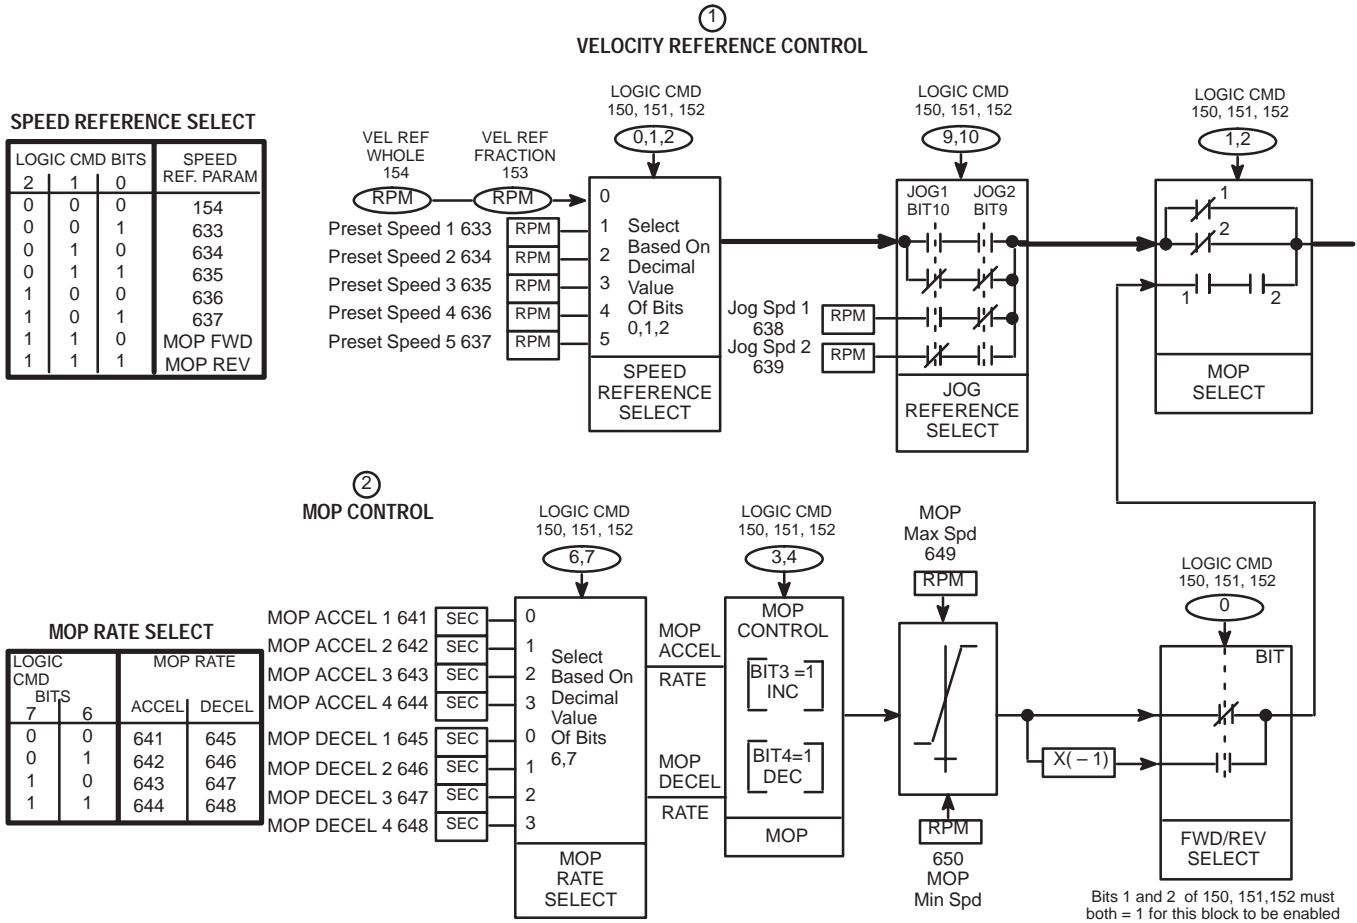 1
VELOCITY REFERENCE CONTROL
SPEED REFERENCE SELECT
LOGIC CMD BITS
SPEED
REF. PARAM
2 1 0
0 0 0 154
0 0 1 633
0 1 0 634
0 1 1 635
1 0 0 636
1 0 1 637
1 1 0 MOP FWD
1 1 1 MOP REV
VEL REF
WHOLE
154
RPM
VEL REF
FRACTION
153
RPM
Preset Speed 1 633 RPM
Preset Speed 2 634 RPM
Preset Speed 3 635 RPM
Preset Speed 4 636 RPM
Preset Speed 5 637 RPM
LOGIC CMD
150, 151, 152
0,1,2
0
1
2
3
4
5
Select
Based On
Decimal
Value
Of Bits
0,1,2
SPEED
REFERENCE
SELECT
LOGIC CMD
150, 151, 152
9,10
JOG1
BIT10
JOG2
BIT9
Jog Spd 1
638
RPM
Jog Spd 2
639
RPM
JOG
REFERENCE
SELECT
LOGIC CMD
150, 151, 152
1,2
1
2
1 2
MOP
SELECT
2
MOP CONTROL
MOP RATE SELECT
LOGIC
CMD
BITS
MOP RATE
7 6 ACCEL DECEL
0 0 641 645
0 1 642 646
1 0 643 647
1 1 644 648
MOP ACCEL 1 641 SEC
MOP ACCEL 2 642 SEC
MOP ACCEL 3 643 SEC
MOP ACCEL 4 644 SEC
MOP DECEL 1 645 SEC
MOP DECEL 2 646 SEC
MOP DECEL 3 647 SEC
MOP DECEL 4 648 SEC
LOGIC CMD
150, 151, 152
6,7
0
1
2
3
0
1
2
3
Select
Based On
Decimal
Value
Of Bits
6,7
MOP
RATE
SELECT
MOP
ACCEL
RATE
MOP
DECEL
RATE
LOGIC CMD
150, 151, 152
3,4
MOP
CONTROL
BIT3 =1
INC
BIT4=1
DEC
MOP
MOP
Max Spd
649
RPM
RPM
650
MOP
Min Spd
X( – 1)
LOGIC CMD
150, 151, 152
0
BIT
FWD/REV
SELECT
Bits 1 and 2 of 150, 151,152 must
both = 1 for this block to be enabled